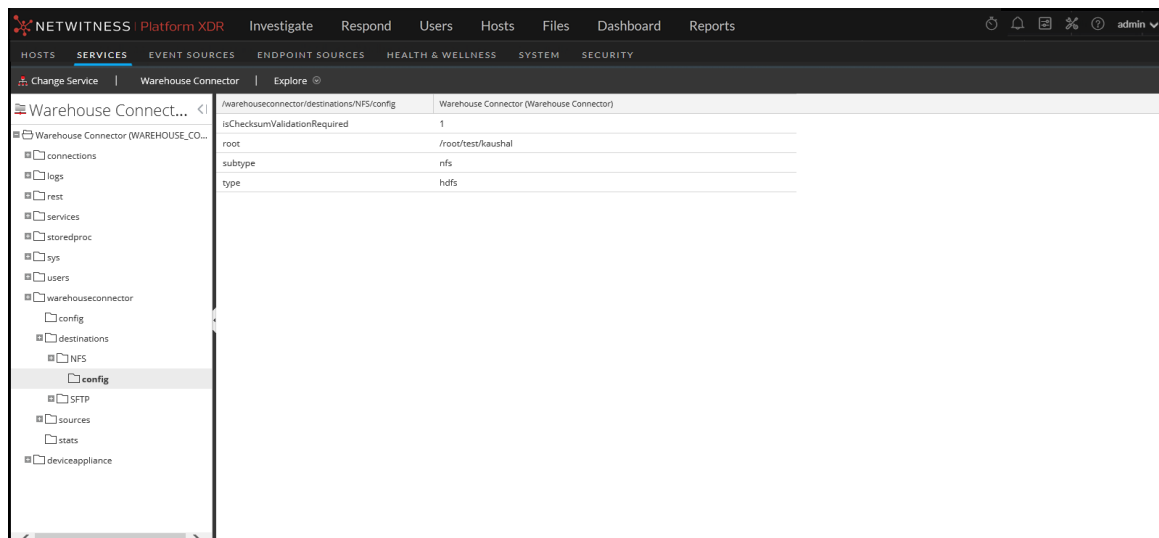 NETWITNESS Platform XDR Investigate Respond Users Hosts Files Dashboard Reports admin
HOSTS SERVICES EVENT SOURCES ENDPOINT SOURCES HEALTH & WELLNESS SYSTEM SECURITY
Change Service | Warehouse Connector | Explore
Warehouse Connect...
Warehouse Connector (WAREHOUSE_CO...
connections
logs
rest
services
storedproc
sys
users
warehouseconnector
config
destinations
NFS
config
SFTP
sources
stats
deviceappliance
/warehouseconnector/destinations/NFS/config Warehouse Connector (Warehouse Connector)
isChecksumValidationRequired 1
root /root/test/kaushal
subtype nfs
type hdfs